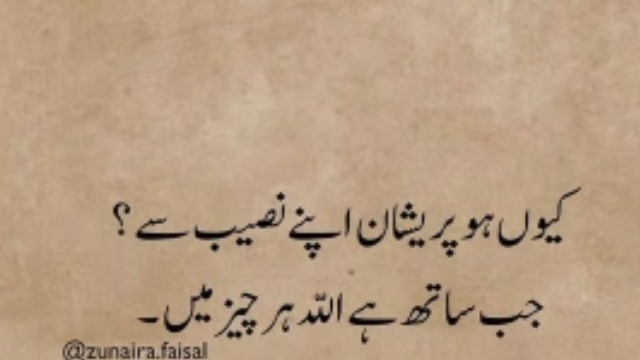 کیوں ہو پریشان اپنے نصیب سے ؟
جب ساتھ ہے اللہ ہر چیز میں۔
@zunaira.faisal